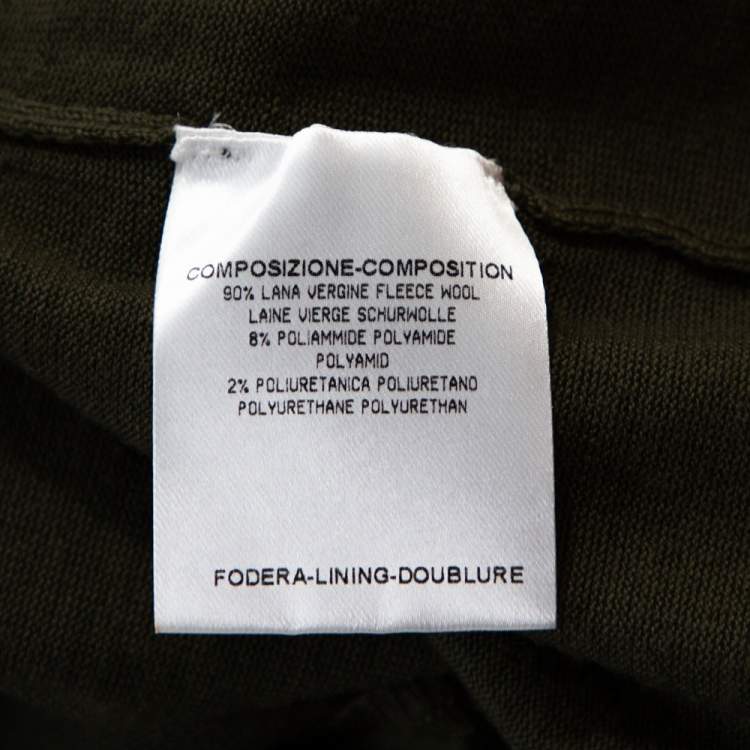 COMPOSIZIONE-COMPOSITION
90% LANA VERGINE FLEECE WOOL
LAINE VIERGE SCHURWOLLE
8% POLIAMMIDE POLYAMIDE
POLYAMID
2% POLIURETANICA POLIURETANO
POLYURETHANE POLYURETHAN
FODERA-LINING-DOUBLURE